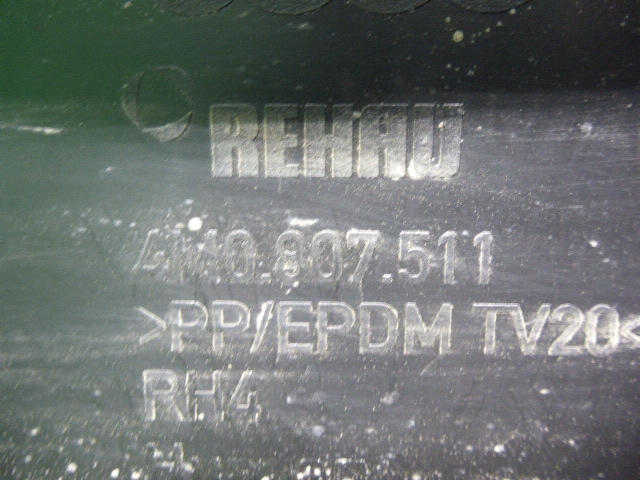 REHAU
4M0.807.511
>PP/EPDM TV20<
RH4